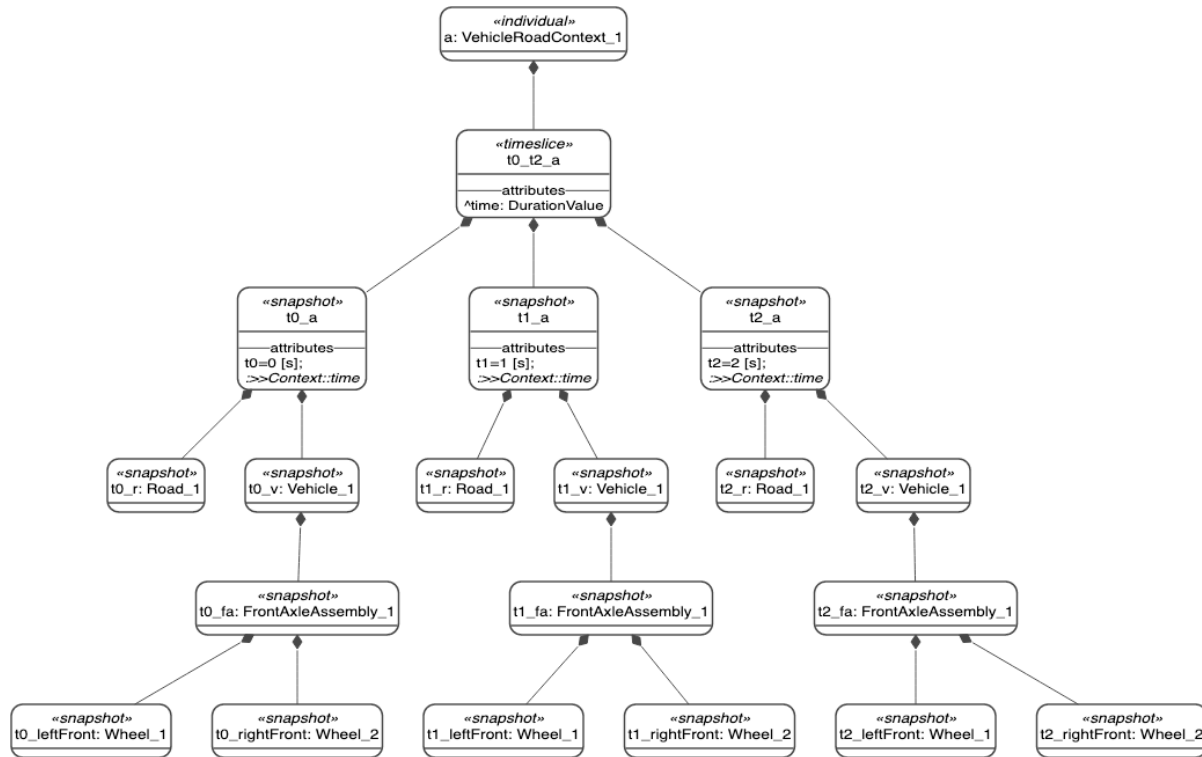 «individual»
a: VehicleRoadContext_1
«timeslice»
t0_t2_a
attributes
^time: DurationValue
«snapshot»
t0_a
attributes
t0=0 [s];
:>>Context::time
«snapshot»
t1_a
attributes
t1=1 [s];
:>>Context::time
«snapshot»
t2_a
attributes
t2=2 [s];
:>>Context::time
«snapshot»
t0_r: Road_1
«snapshot»
t0_v: Vehicle_1
«snapshot»
t1_r: Road_1
«snapshot»
t1_v: Vehicle_1
«snapshot»
t2_r: Road_1
«snapshot»
t2_v: Vehicle_1
«snapshot»
t0_fa: FrontAxleAssembly_1
«snapshot»
t1_fa: FrontAxleAssembly_1
«snapshot»
t2_fa: FrontAxleAssembly_1
«snapshot»
t0_leftFront: Wheel_1
«snapshot»
t0_rightFront: Wheel_2
«snapshot»
t1_leftFront: Wheel_1
«snapshot»
t1_rightFront: Wheel_2
«snapshot»
t2_leftFront: Wheel_1
«snapshot»
t2_rightFront: Wheel_2